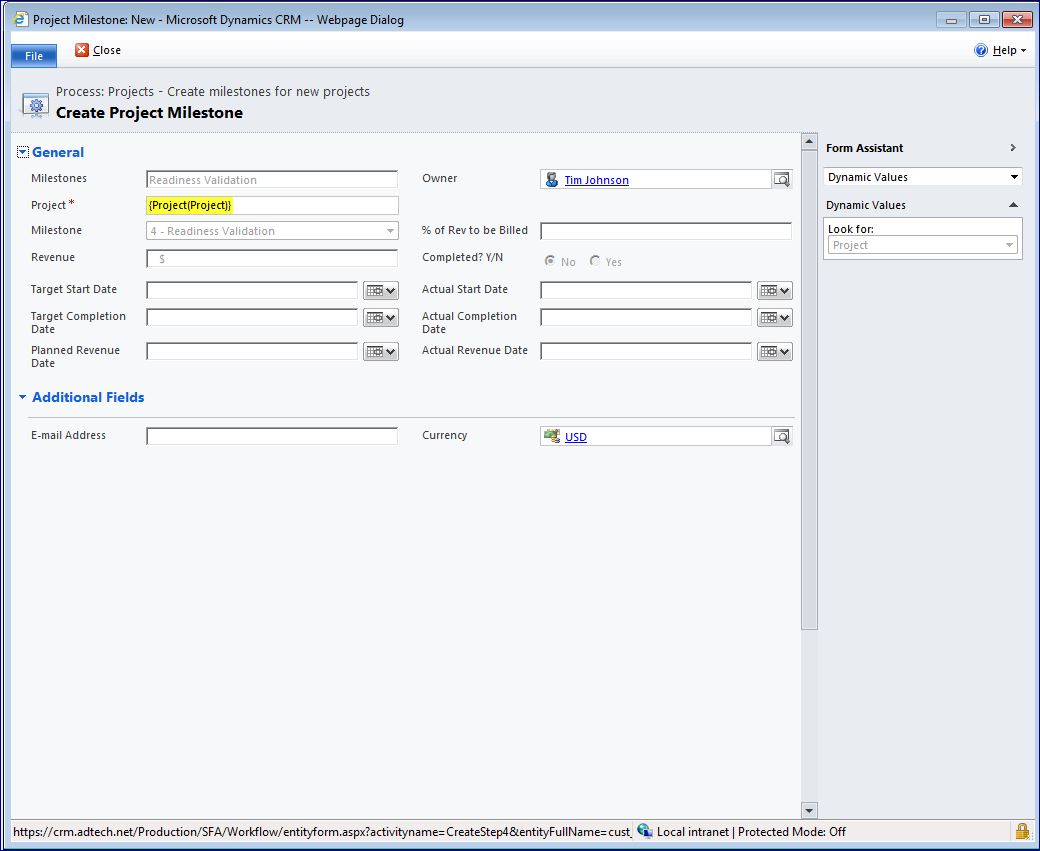 Project Milestone: New - Microsoft Dynamics CRM -- Webpage Dialog
File
Close
Help
Process: Projects - Create milestones for new projects
Create Project Milestone
General
Milestones
Readiness Validation
Owner
Tim Johnson
Project *
{Project(Project)}
Milestone
4 - Readiness Validation
% of Rev to be Billed
Revenue
$
Completed? Y/N
No
Yes
Target Start Date
Actual Start Date
Target Completion
Date
Actual Completion
Date
Planned Revenue
Date
Actual Revenue Date
Additional Fields
E-mail Address
Currency
USD
Form Assistant
Dynamic Values
Dynamic Values
Look for:
Project
https://crm.adtech.net/Production/SFA/Workflow/entityform.aspx?activityname=CreateStep4&entityFullName=cust_
Local intranet | Protected Mode: Off